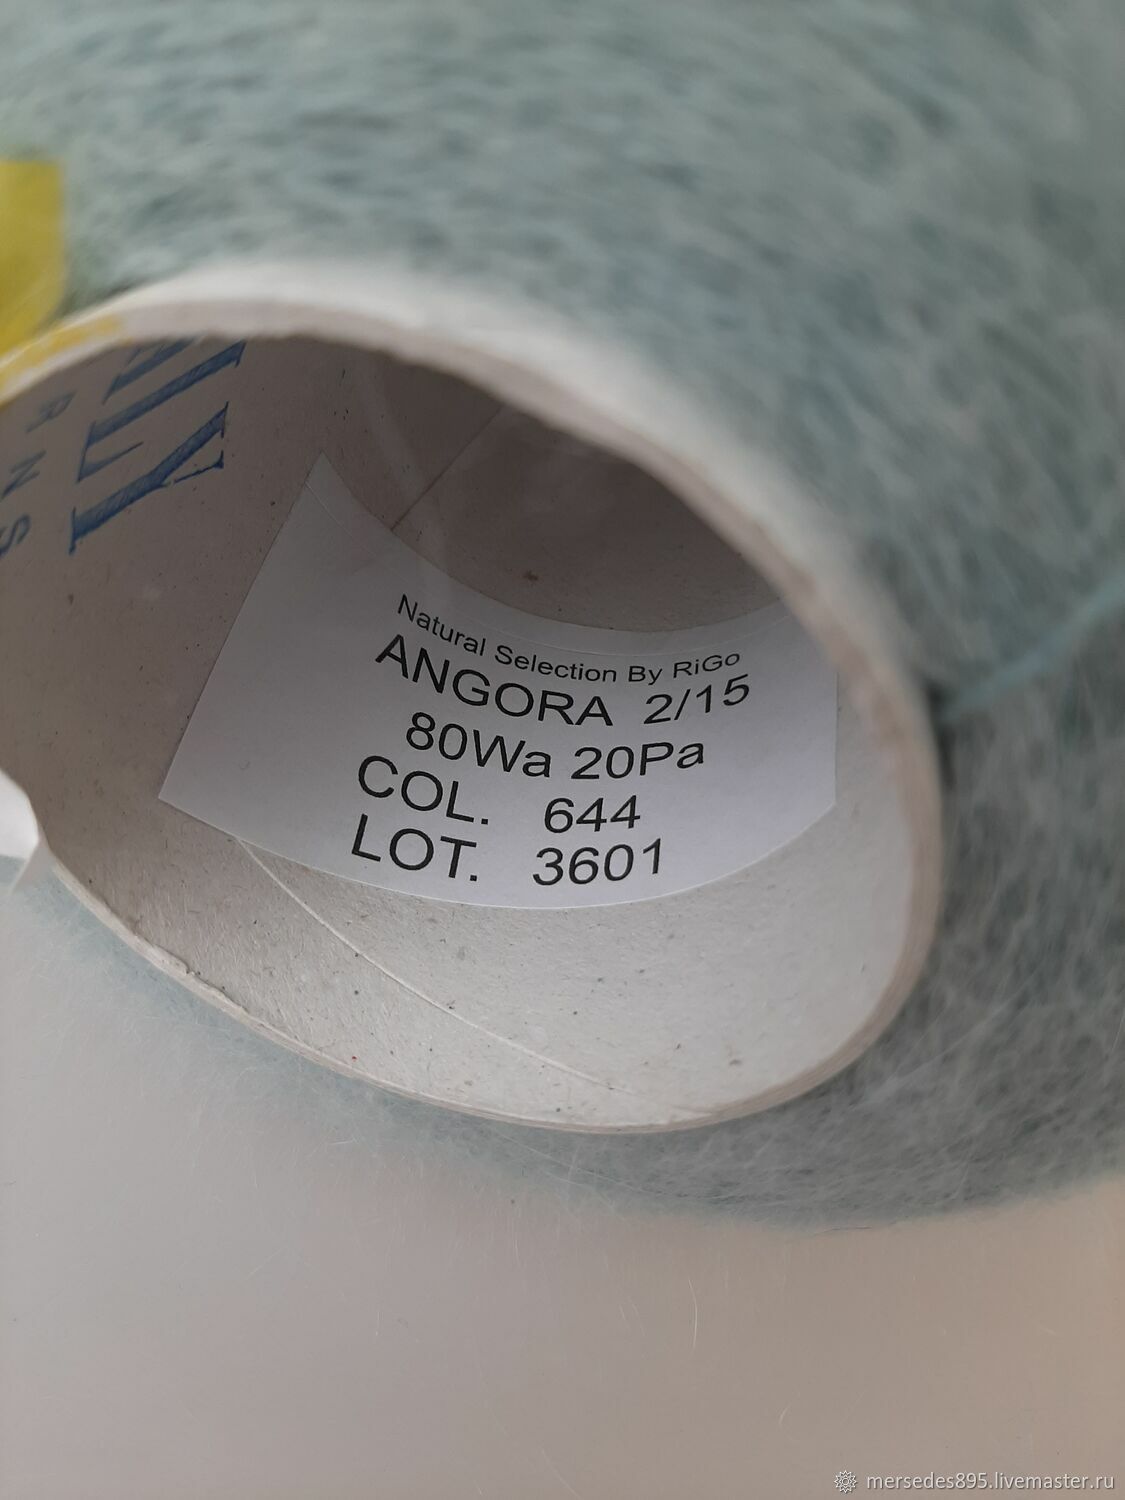 Natural Selection By RiGo
ANGORA 2/15
80Wa 20Pa
COL. 644
LOT. 3601
mersedes895.livemaster.ru